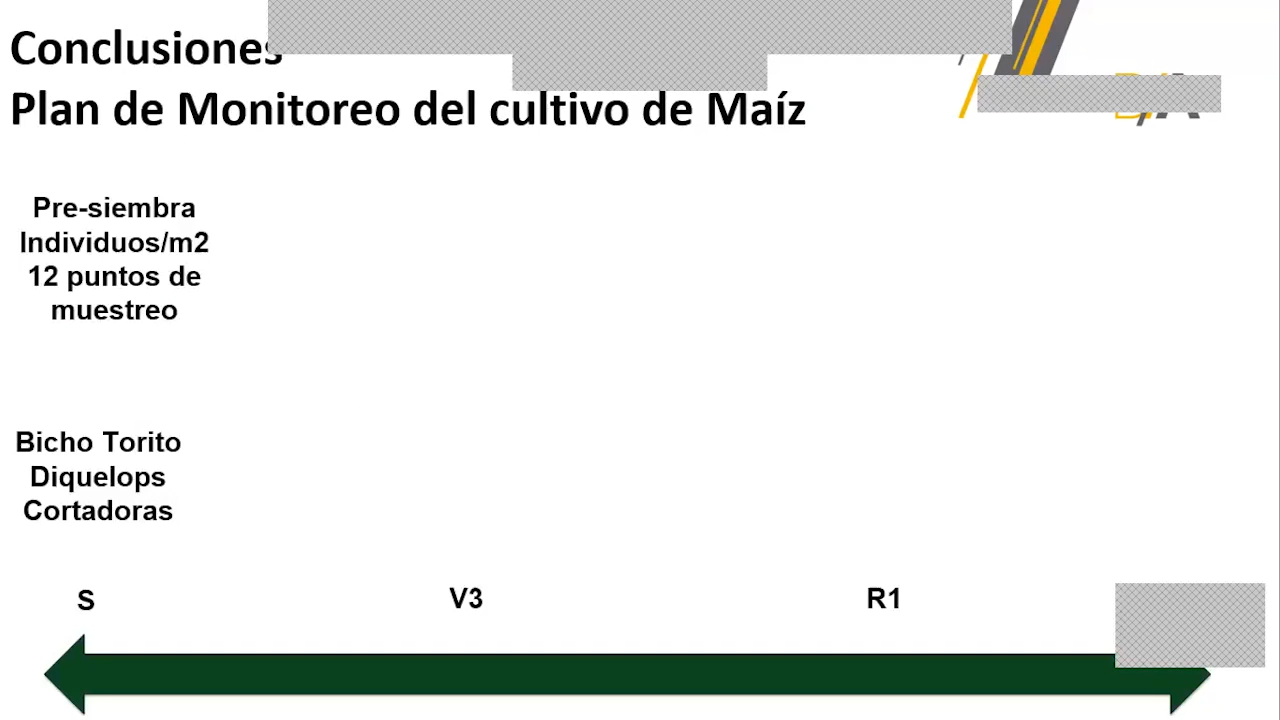 Conclusiones
Plan de Monitoreo del cultivo de Maíz
Pre-siembra
Individuos/m2
12 puntos de
muestreo
Bicho Torito
Diquelops
Cortadoras
S
V3
R1